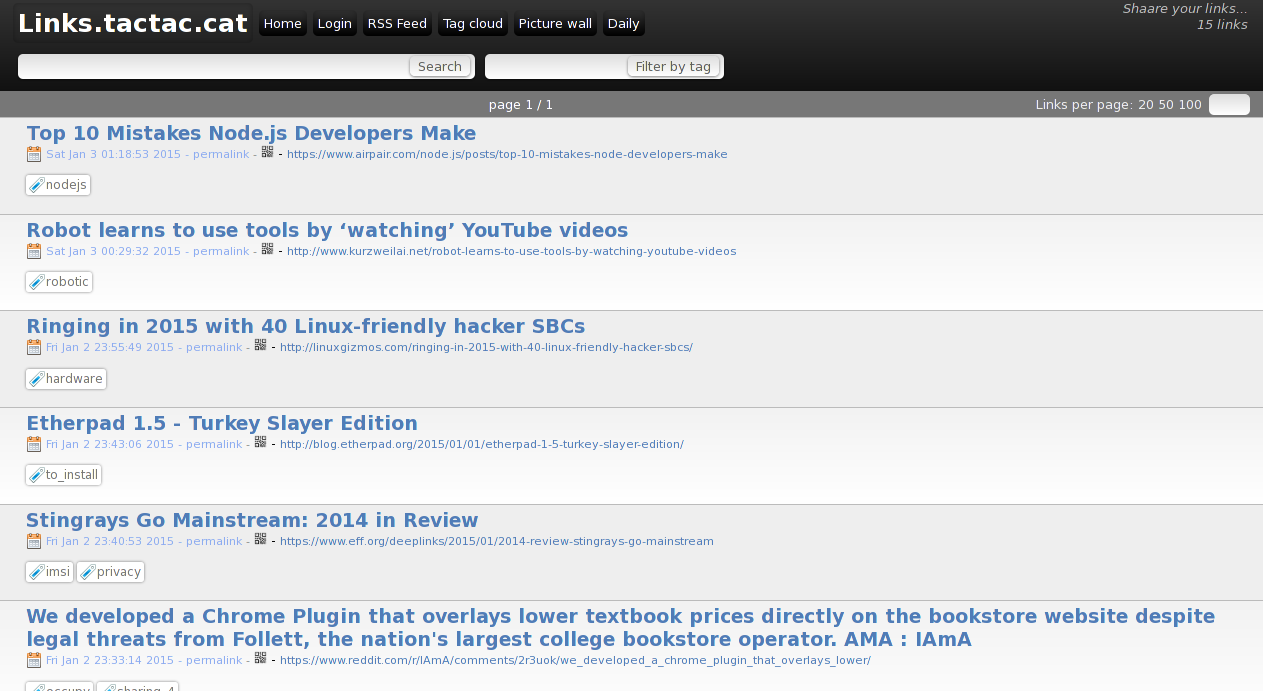 Links.tactac.cat Home Login RSS Feed Tag cloud Picture wall Daily
Shaare your links...
15 links
Search Filter by tag
page 1 / 1 Links per page: 20 50 100
Top 10 Mistakes Node.js Developers Make
Sat Jan 3 01:18:53 2015 - permalink - - https://www.airpair.com/node.js/posts/top-10-mistakes-node-developers-make
nodejs
Robot learns to use tools by ‘watching’ YouTube videos
Sat Jan 3 00:29:32 2015 - permalink - - http://www.kurzweilai.net/robot-learns-to-use-tools-by-watching-youtube-videos
robotic
Ringing in 2015 with 40 Linux-friendly hacker SBCs
Fri Jan 2 23:55:49 2015 - permalink - - http://linuxgizmos.com/ringing-in-2015-with-40-linux-friendly-hacker-sbcs/
hardware
Etherpad 1.5 - Turkey Slayer Edition
Fri Jan 2 23:43:06 2015 - permalink - - http://blog.etherpad.org/2015/01/01/etherpad-1-5-turkey-slayer-edition/
to_install
Stingrays Go Mainstream: 2014 in Review
Fri Jan 2 23:40:53 2015 - permalink - - https://www.eff.org/deeplinks/2015/01/2014-review-stingrays-go-mainstream
imsi privacy
We developed a Chrome Plugin that overlays lower textbook prices directly on the bookstore website despite
legal threats from Follett, the nation's largest college bookstore operator. AMA : IAmA
Fri Jan 2 23:33:14 2015 - permalink - - https://www.reddit.com/r/IAmA/comments/2r3uok/we_developed_a_chrome_plugin_that_overlays_lower/
occupy sharing_4